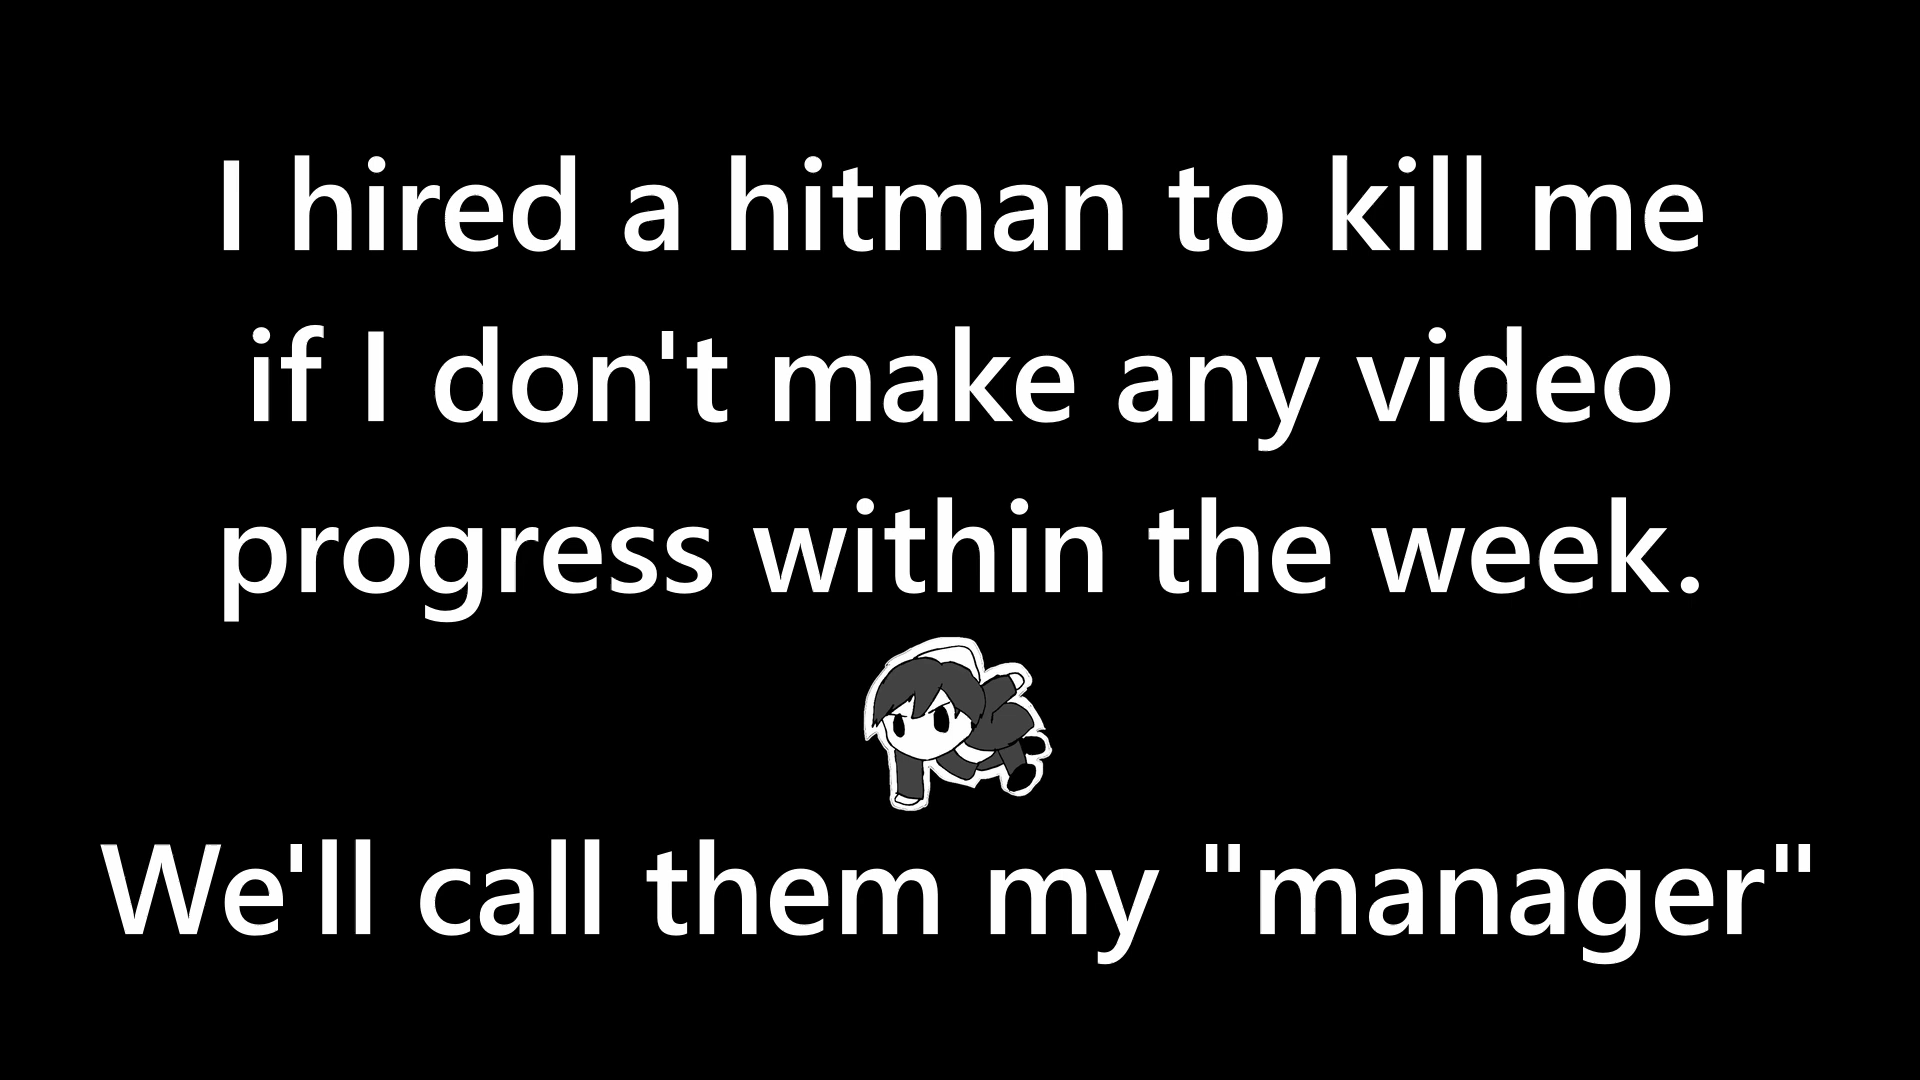 I hired a hitman to kill me
if I don't make any video
progress within the week.
We'll call them my "manager"